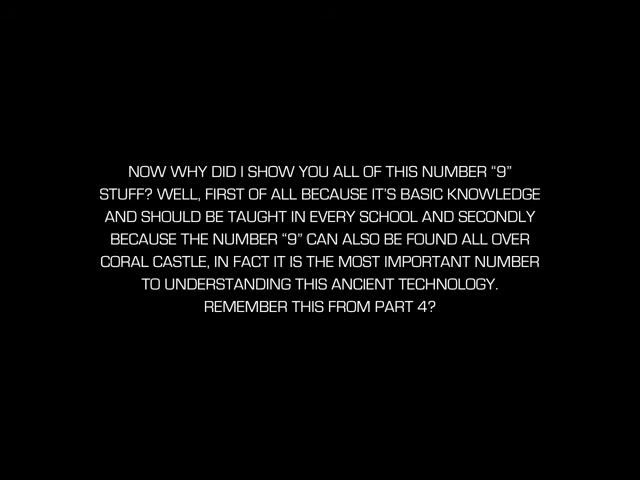 NOW WHY DID I SHOW YOU ALL OF THIS NUMBER “9”
STUFF? WELL, FIRST OF ALL BECAUSE IT’S BASIC KNOWLEDGE
AND SHOULD BE TAUGHT IN EVERY SCHOOL AND SECONDLY
BECAUSE THE NUMBER “9” CAN ALSO BE FOUND ALL OVER
CORAL CASTLE, IN FACT IT IS THE MOST IMPORTANT NUMBER
TO UNDERSTANDING THIS ANCIENT TECHNOLOGY.
REMEMBER THIS FROM PART 4?